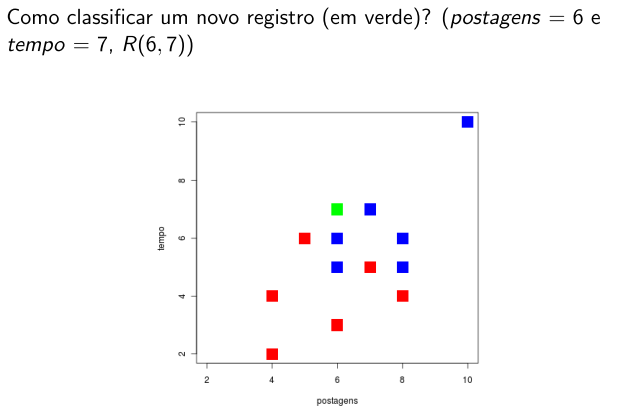 Como classificar um novo registro (em verde)? (postagens = 6 e
tempo = 7, R(6, 7))
10
8
6
4
2
tempo
2 4 6 8 10
postagens